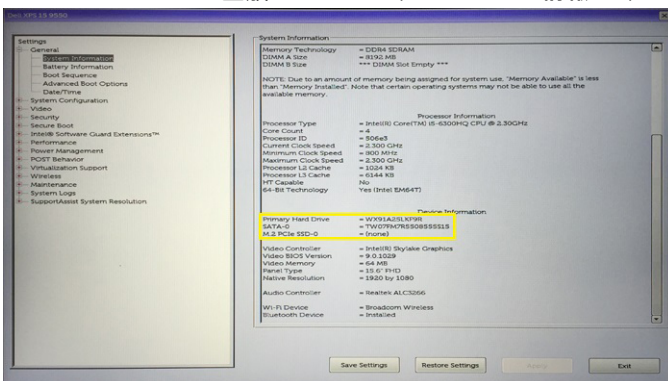 Dell XPS 15 9550
Settings
General
System Information
Battery Information
Boot Sequence
Advanced Boot Options
Date/Time
System Configuration
Video
Security
Secure Boot
Intel® Software Guard Extensions™
Performance
Power Management
POST Behavior
Virtualization Support
Wireless
Maintenance
System Logs
SupportAssist System Resolution
System Information
Memory Technology = DDR4 SDRAM
DIMM A Size = 8192 MB
DIMM B Size *** DIMM Slot Empty ***
NOTE: Due to an amount of memory being assigned for system use, "Memory Available" is less
than "Memory Installed". Note that certain operating systems may not be able to use all the
available memory.
Processor Information
Processor Type = Intel(R) Core(TM) i5-6300HQ CPU @ 2.30GHz
Core Count = 4
Processor ID = 506e3
Current Clock Speed = 2.300 GHz
Minimum Clock Speed = 800 MHz
Maximum Clock Speed = 2.300 GHz
Processor L2 Cache = 1024 KB
Processor L3 Cache = 6144 KB
HT Capable No
64-Bit Technology Yes (Intel EM64T)
Device Information
Primary Hard Drive
SATA-0
M.2 PCIe SSD-0 = (none)
Video Controller = Intel(R) Skylake Graphics
Video BIOS Version = 9.0.1029
Video Memory = 64 MB
Panel Type = 15.6" FHD
Native Resolution = 1920 by 1080
Audio Controller = Realtek ALC3266
Wi-Fi Device = Broadcom Wireless
Bluetooth Device = Installed
Save Settings
Restore Settings
Exit